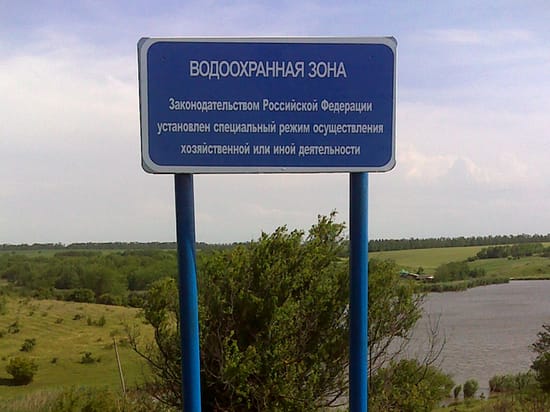 ВОДООХРАННАЯ ЗОНА
Законодательством Российской Федерации
установлен специальный режим осуществления
хозяйственной или иной деятельности